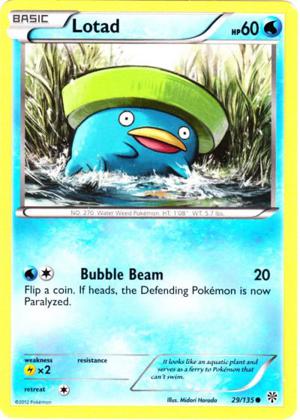 BASIC
Lotad HP60
NO. 270 Water Weed Pokémon. HT. 1'08" WT. 5.7 lbs.
Bubble Beam 20
Flip a coin. If heads, the Defending Pokémon is now
Paralyzed.
weakness resistance
×2
retreat
It looks like an aquatic plant and
serves as a ferry to Pokémon that
can't swim.
©2012 Pokémon Illus. Midori Harada 29/135